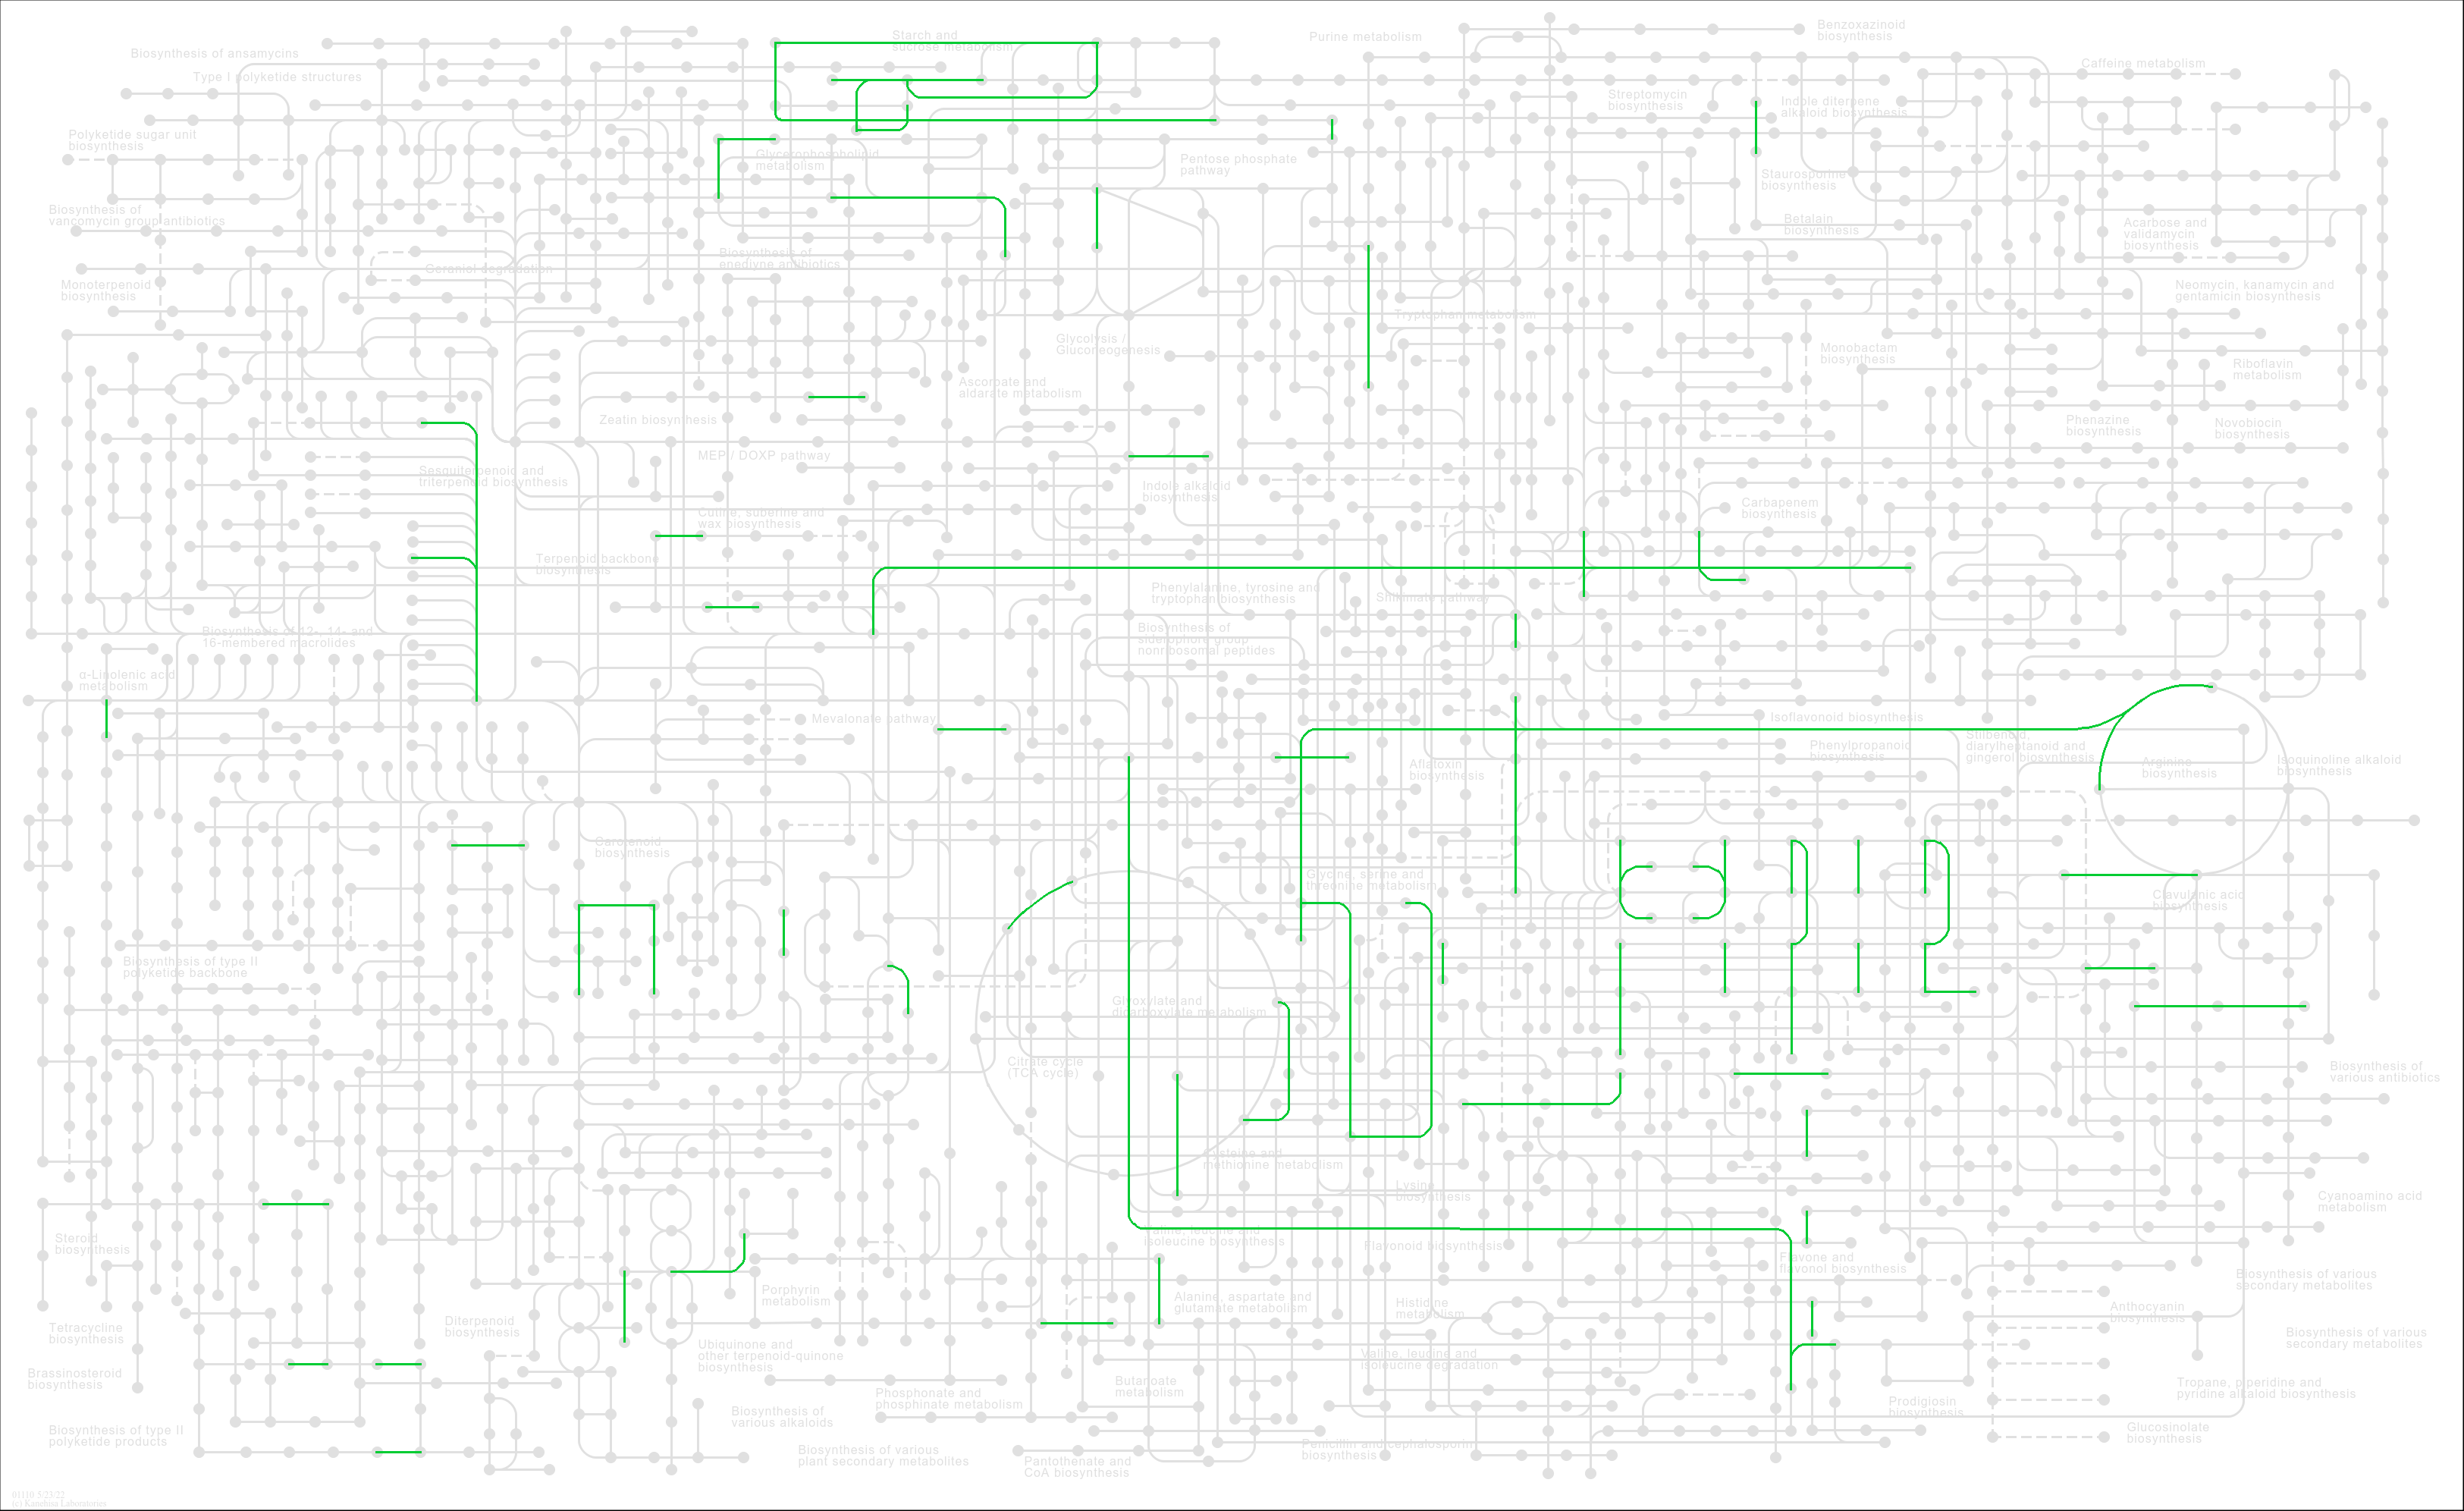 Biosynthesis of ansamycins
Type I polyketide structures
Starch and
sucrose metabolism
Purine metabolism
Benzoxazinoid
biosynthesis
Caffeine metabolism
Polyketide sugar unit
biosynthesis
Glycerophospholipid
metabolism
Pentose phosphate
pathway
Streptomycin
biosynthesis
Indole diterpene
alkaloid biosynthesis
Staurosporine
biosynthesis
Betalain
biosynthesis
Acarbose and
validamycin
biosynthesis
Biosynthesis of
vancomycin group antibiotics
Biosynthesis of
enediyne antibiotics
Geraniol degradation
Monoterpenoid
biosynthesis
Neomycin, kanamycin and
gentamicin biosynthesis
Tryptophan metabolism
Glycolysis /
Gluconeogenesis
Monobactam
biosynthesis
Riboflavin
metabolism
Ascorbate and
aldarate metabolism
Zeatin biosynthesis
Phenazine
biosynthesis
Novobiocin
biosynthesis
MEP / DOXP pathway
Sesquiterpenoid and
triterpenoid biosynthesis
Indole alkaloid
biosynthesis
Carbapenem
biosynthesis
Cutine, suberine and
wax biosynthesis
Terpenoid backbone
biosynthesis
Phenylalanine, tyrosine and
tryptophan biosynthesis
Shikimate pathway
Biosynthesis of 12-, 14- and
16-membered macrolides
Biosynthesis of
siderophore group
nonribosomal peptides
α-Linolenic acid
metabolism
Mevalonate pathway
Isoflavonoid biosynthesis
Stilbenoid,
diarylheptanoid and
gingerol biosynthesis
Phenylpropanoid
biosynthesis
Aflatoxin
biosynthesis
Arginine
biosynthesis
Isoquinoline alkaloid
biosynthesis
Carotenoid
biosynthesis
Glycine, serine and
threonine metabolism
Clavulanic acid
biosynthesis
Biosynthesis of type II
polyketide backbone
Glyoxylate and
dicarboxylate metabolism
Citrate cycle
(TCA cycle)
Biosynthesis of
various antibiotics
Cysteine and
methionine metabolism
Lysine
biosynthesis
Cyanoamino acid
metabolism
Steroid
biosynthesis
Valine, leucine and
isoleucine biosynthesis
Flavonoid biosynthesis
Flavone and
flavonol biosynthesis
Biosynthesis of various
secondary metabolites
Porphyrin
metabolism
Alanine, aspartate and
glutamate metabolism
Histidine
metabolism
Anthocyanin
biosynthesis
Tetracycline
biosynthesis
Diterpenoid
biosynthesis
Ubiquinone and
other terpenoid-quinone
biosynthesis
Valine, leucine and
isoleucine degradation
Biosynthesis of various
secondary metabolites
Brassinosteroid
biosynthesis
Butanoate
metabolism
Phosphonate and
phosphinate metabolism
Tropane, piperidine and
pyridine alkaloid biosynthesis
Prodigiosin
biosynthesis
Biosynthesis of
various alkaloids
Biosynthesis of type II
polyketide products
Glucosinolate
biosynthesis
Biosynthesis of various
plant secondary metabolites
Penicillin and cephalosporin
biosynthesis
Pantothenate and
CoA biosynthesis
01110 5/23/22
(c) Kanehisa Laboratories